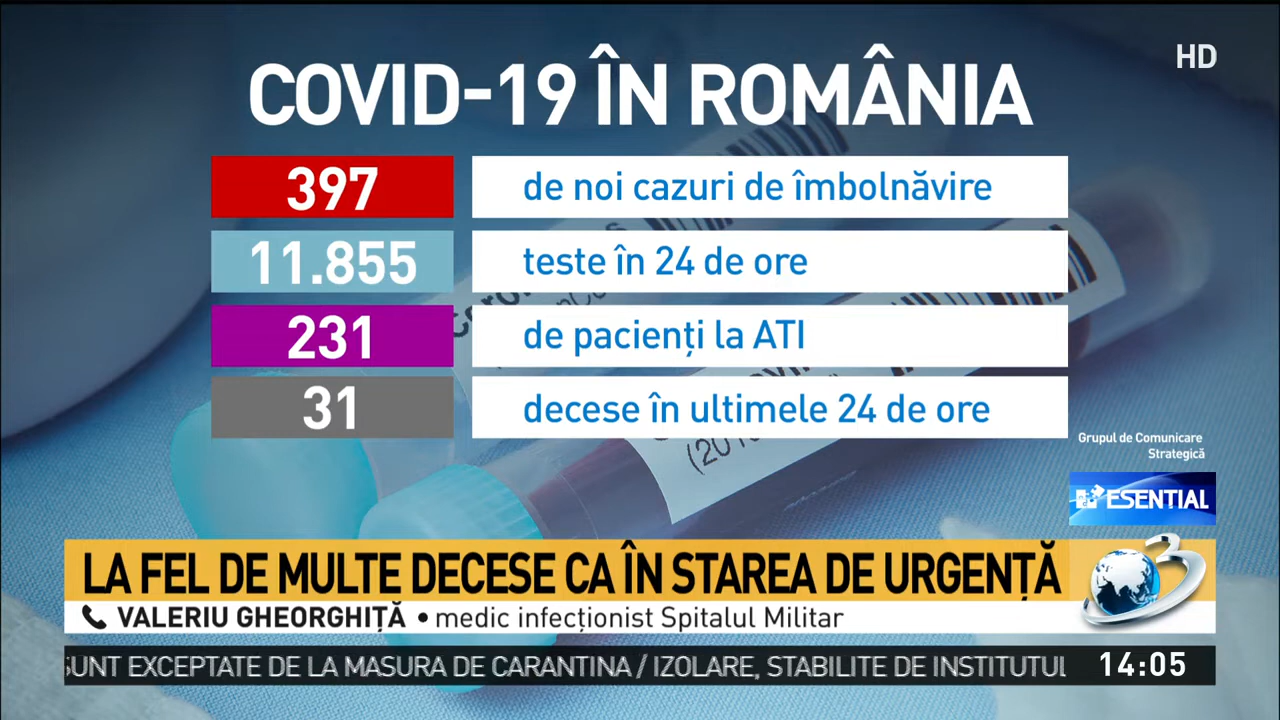 HD
COVID-19 ÎN ROMÂNIA
397 de noi cazuri de îmbolnăvire
11.855 teste în 24 de ore
231 de pacienți la ATI
31 decese în ultimele 24 de ore
Grupul de Comunicare
Strategică
ESENȚIAL
LA FEL DE MULTE DECESE CA ÎN STAREA DE URGENȚĂ
3
VALERIU GHEORGHIȚĂ • medic infecționist Spitalul Militar
SUNT EXCEPTATE DE LA MASURA DE CARANTINA / IZOLARE, STABILITE DE INSTITUTUL
14:05